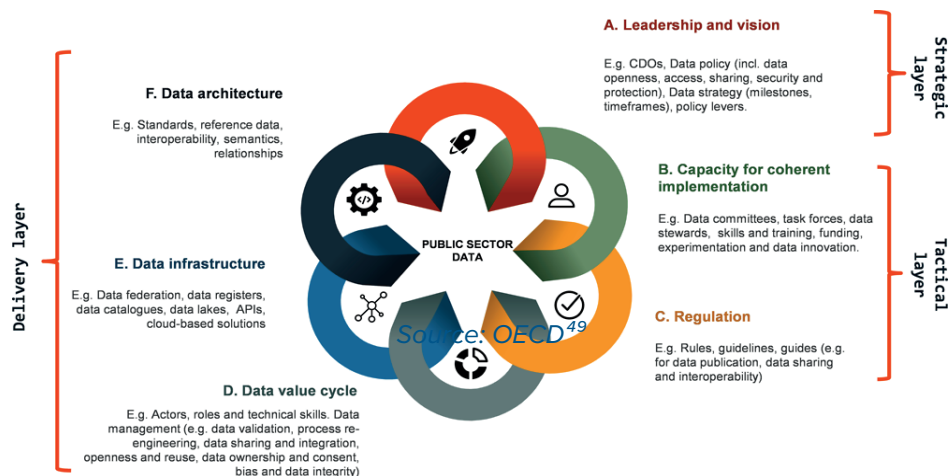 A. Leadership and vision
E.g. CDOs, Data policy (incl. data
openness, access, sharing, security and
protection), Data strategy (milestones,
timeframes), policy levers.
Strategic
layer
B. Capacity for coherent
implementation
E.g. Data committees, task forces, data
stewards, skills and training, funding,
experimentation and data innovation.
C. Regulation
E.g. Rules, guidelines, guides (e.g.
for data publication, data sharing
and interoperability)
Tactical
layer
D. Data value cycle
E.g. Actors, roles and technical skills. Data
management (e.g. data validation, process re-
engineering, data sharing and integration,
openness and reuse, data ownership and consent,
bias and data integrity)
E. Data infrastructure
E.g. Data federation, data registers,
data catalogues, data lakes, APIs,
cloud-based solutions
F. Data architecture
E.g. Standards, reference data,
interoperability, semantics,
relationships
Delivery layer
PUBLIC SECTOR
DATA
</> 
Source: OECD49